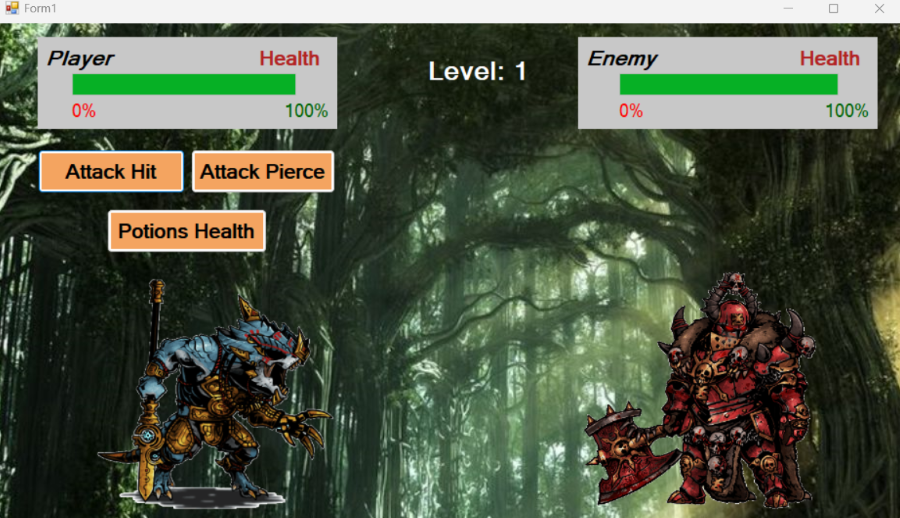 Form1
Player Health
0% 100%
Level: 1
Enemy Health
0% 100%
Attack Hit
Attack Pierce
Potions Health